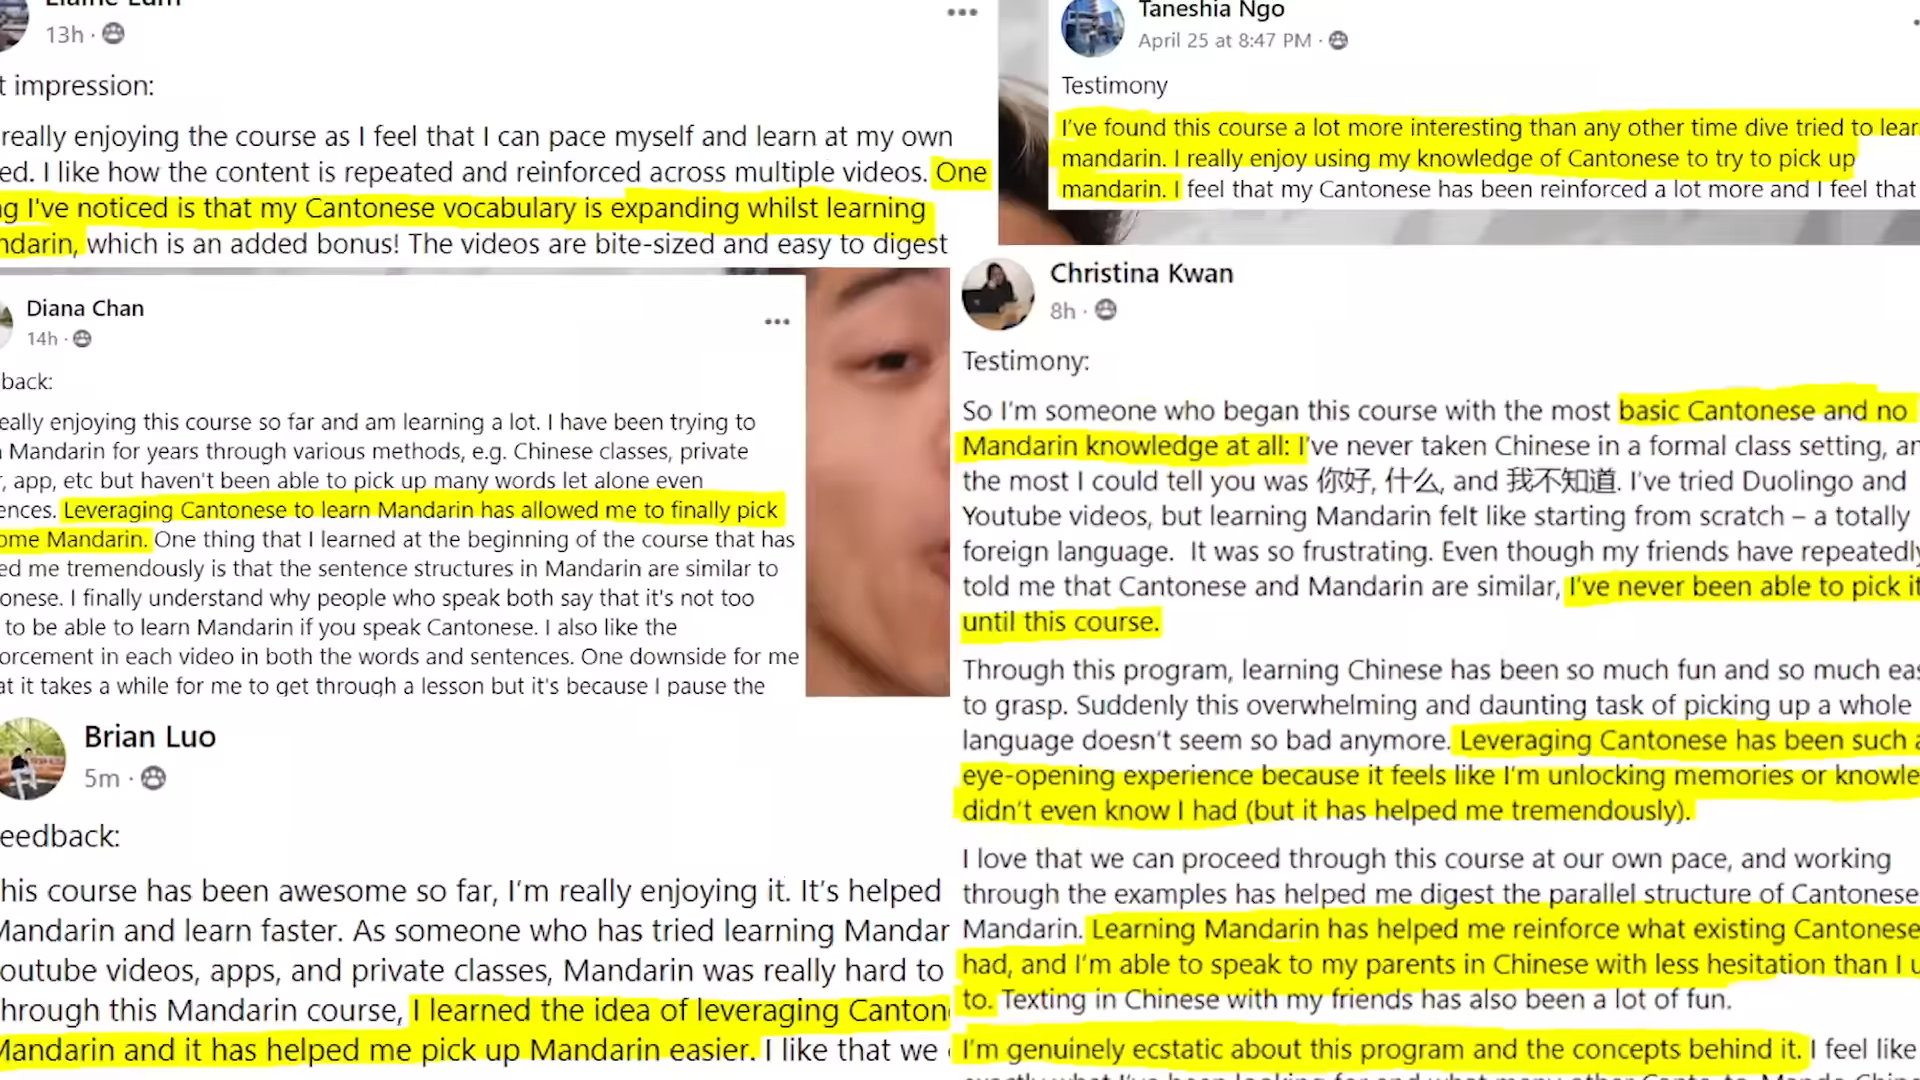 13h
t impression:
really enjoying the course as I feel that I can pace myself and learn at my own
ed. I like how the content is repeated and reinforced across multiple videos. One
g I've noticed is that my Cantonese vocabulary is expanding whilst learning
ndarin, which is an added bonus! The videos are bite-sized and easy to digest
Taneshia Ngo
April 25 at 8:47 PM
Testimony
I've found this course a lot more interesting than any other time dive tried to lear
mandarin. I really enjoy using my knowledge of Cantonese to try to pick up
mandarin. I feel that my Cantonese has been reinforced a lot more and I feel that
Diana Chan
14h
back:
eally enjoying this course so far and am learning a lot. I have been trying to
Mandarin for years through various methods, e.g. Chinese classes, private
, app, etc but haven't been able to pick up many words let alone even
ences. Leveraging Cantonese to learn Mandarin has allowed me to finally pick
ome Mandarin. One thing that I learned at the beginning of the course that has
ed me tremendously is that the sentence structures in Mandarin are similar to
onese. I finally understand why people who speak both say that it's not too
to be able to learn Mandarin if you speak Cantonese. I also like the
orcement in each video in both the words and sentences. One downside for me
at it takes a while for me to get through a lesson but it's because I pause the
Brian Luo
5m
eedback:
his course has been awesome so far, I'm really enjoying it. It's helped
Mandarin and learn faster. As someone who has tried learning Mandar
outube videos, apps, and private classes, Mandarin was really hard to
hrough this Mandarin course, I learned the idea of leveraging Canton
Mandarin and it has helped me pick up Mandarin easier. I like that we
Christina Kwan
8h
Testimony:
So I'm someone who began this course with the most basic Cantonese and no
Mandarin knowledge at all: I've never taken Chinese in a formal class setting, an
the most I could tell you was 你好, 什么, and 我不知道. I've tried Duolingo and
Youtube videos, but learning Mandarin felt like starting from scratch – a totally
foreign language. It was so frustrating. Even though my friends have repeatedly
told me that Cantonese and Mandarin are similar, I've never been able to pick it
until this course.
Through this program, learning Chinese has been so much fun and so much eas
to grasp. Suddenly this overwhelming and daunting task of picking up a whole
language doesn't seem so bad anymore. Leveraging Cantonese has been such a
eye-opening experience because it feels like I'm unlocking memories or knowle
didn't even know I had (but it has helped me tremendously).
I love that we can proceed through this course at our own pace, and working
through the examples has helped me digest the parallel structure of Cantonese
Mandarin. Learning Mandarin has helped me reinforce what existing Cantonese
had, and I'm able to speak to my parents in Chinese with less hesitation than I u
to. Texting in Chinese with my friends has also been a lot of fun.
I'm genuinely ecstatic about this program and the concepts behind it. I feel like